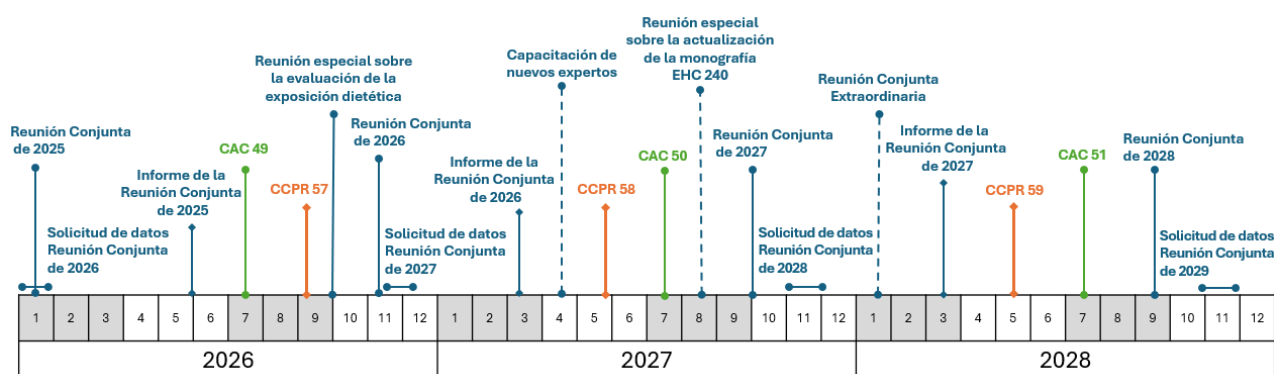 Reunión Conjunta
de 2025
Solicitud de datos
Reunión Conjunta
de 2026
Informe de la
Reunión Conjunta
de 2025
CAC 49
Reunión especial sobre
la evaluación de la
exposición dietética
CCPR 57
Reunión Conjunta
de 2026
Solicitud de datos
Reunión Conjunta
de 2027
Informe de la
Reunión Conjunta
de 2026
Capacitación de
nuevos expertos
CCPR 58
Reunión especial
sobre la actualización
de la monografía
EHC 240
CAC 50
Reunión Conjunta
de 2027
Solicitud de datos
Reunión Conjunta
de 2028
Reunión Conjunta
Extraordinaria
Informe de la
Reunión Conjunta
de 2027
CCPR 59
CAC 51
Reunión Conjunta
de 2028
Solicitud de datos
Reunión Conjunta
de 2029
1 2 3 4 5 6 7 8 9 10 11 12 1 2 3 4 5 6 7 8 9 10 11 12 1 2 3 4 5 6 7 8 9 10 11 12
2026 2027 2028